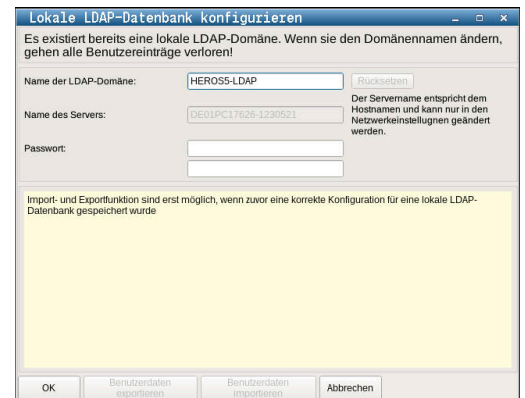 Lokale LDAP-Datenbank konfigurieren
Es existiert bereits eine lokale LDAP-Domäne. Wenn sie den Domänennamen ändern,
gehen alle Benutzereinträge verloren!
Name der LDAP-Domäne:
HEROS5-LDAP
Rücksetzen
Name des Servers:
DE01PC17626-1230521
Der Servername entspricht dem
Hostnamen und kann nur in den
Netzwerkeinstellugnen geändert
werden.
Passwort:
Import- und Exportfunktion sind erst möglich, wenn zuvor eine korrekte Konfiguration für eine lokale LDAP-
Datenbank gespeichert wurde
OK
Benutzerdaten
exportieren
Benutzerdaten
importieren
Abbrechen